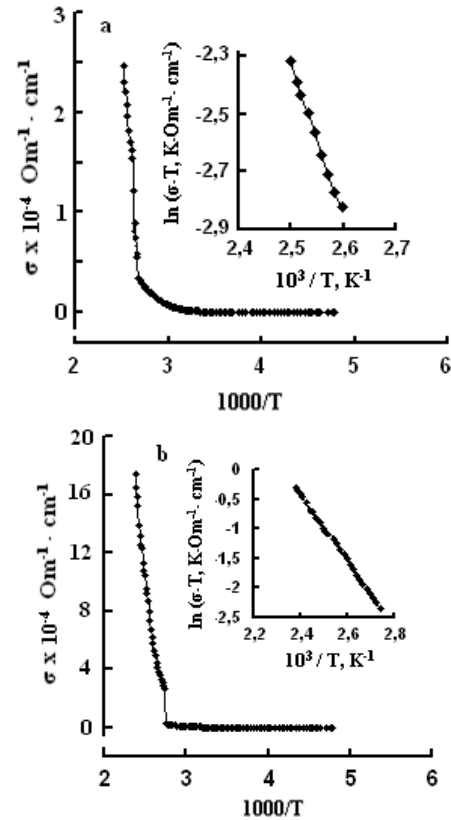 a
3
2
1
0
σ x 10⁻⁴ Om⁻¹· cm⁻¹
2 3 4 5 6
1000/T
-2,3
-2,5
-2,7
-2,9
ln (σ-T, K-Om⁻¹· cm⁻¹)
2,4 2,5 2,6 2,7
10³ / T, K⁻¹
b
20
16
12
8
4
0
σ x 10⁻⁴ Om⁻¹· cm⁻¹
2 3 4 5 6
1000/T
0
-0,5
-1
-1,5
-2
-2,5
ln (σ-T, K-Om⁻¹· cm⁻¹)
2,2 2,4 2,6 2,8
10³ / T, K⁻¹